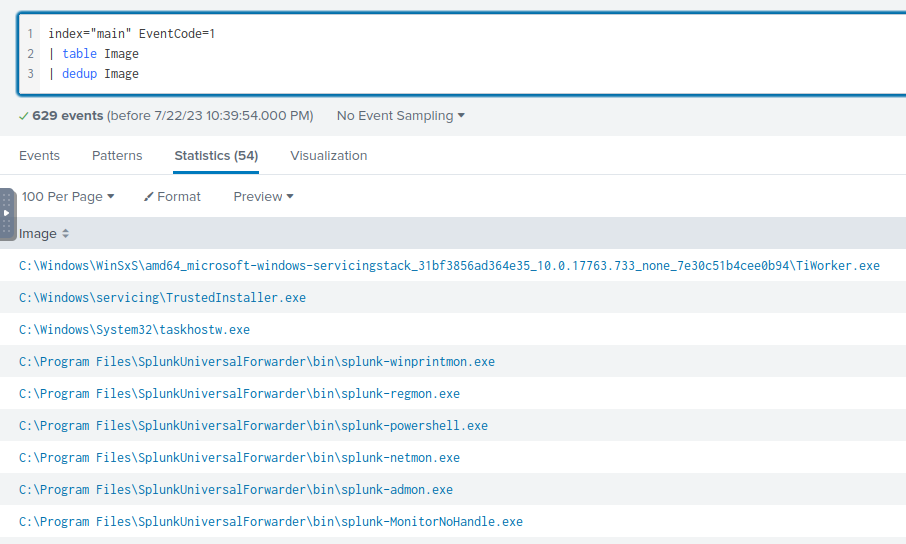 1 index="main" EventCode=1
2 | table Image
3 | dedup Image
629 events (before 7/22/23 10:39:54.000 PM) No Event Sampling
Events Patterns Statistics (54) Visualization
100 Per Page Format Preview
Image
C:\Windows\WinSxS\amd64_microsoft-windows-servicingstack_31bf3856ad364e35_10.0.17763.733_none_7e30c51b4cee0b94\TiWorker.exe
C:\Windows\servicing\TrustedInstaller.exe
C:\Windows\System32\taskhostw.exe
C:\Program Files\SplunkUniversalForwarder\bin\splunk-winprintmon.exe
C:\Program Files\SplunkUniversalForwarder\bin\splunk-regmon.exe
C:\Program Files\SplunkUniversalForwarder\bin\splunk-powershell.exe
C:\Program Files\SplunkUniversalForwarder\bin\splunk-netmon.exe
C:\Program Files\SplunkUniversalForwarder\bin\splunk-admon.exe
C:\Program Files\SplunkUniversalForwarder\bin\splunk-MonitorNoHandle.exe